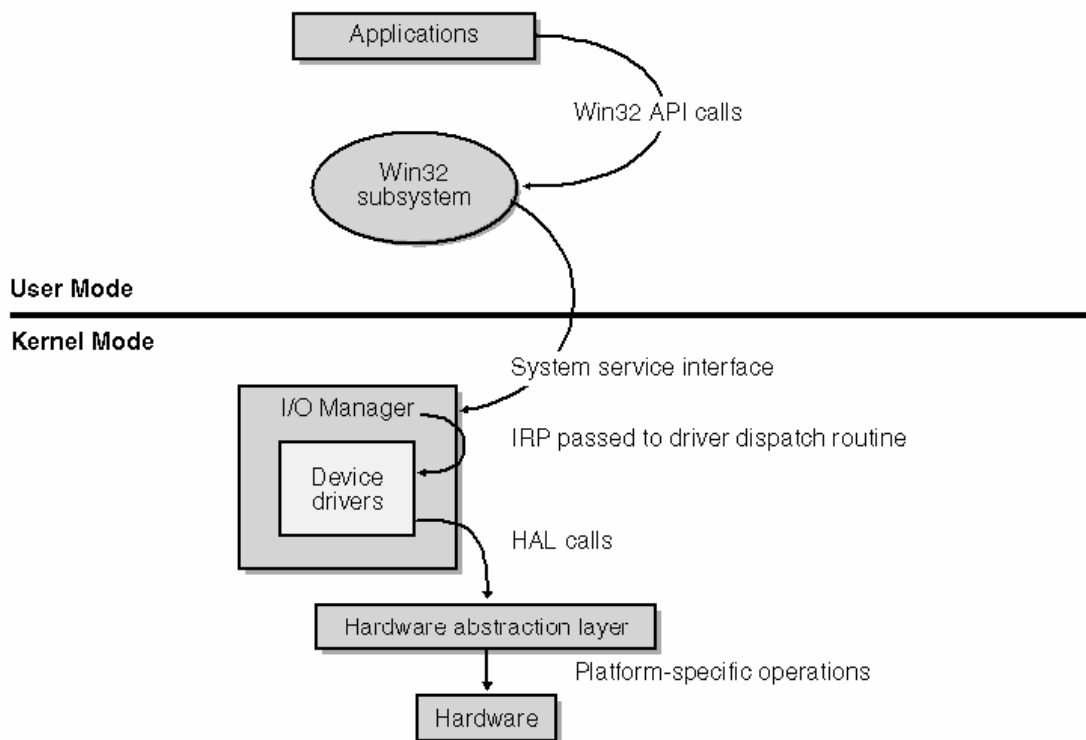 Applications
Win32 API calls
Win32
subsystem
User Mode
Kernel Mode
System service interface
I/O Manager
IRP passed to driver dispatch routine
Device
drivers
HAL calls
Hardware abstraction layer
Platform-specific operations
Hardware